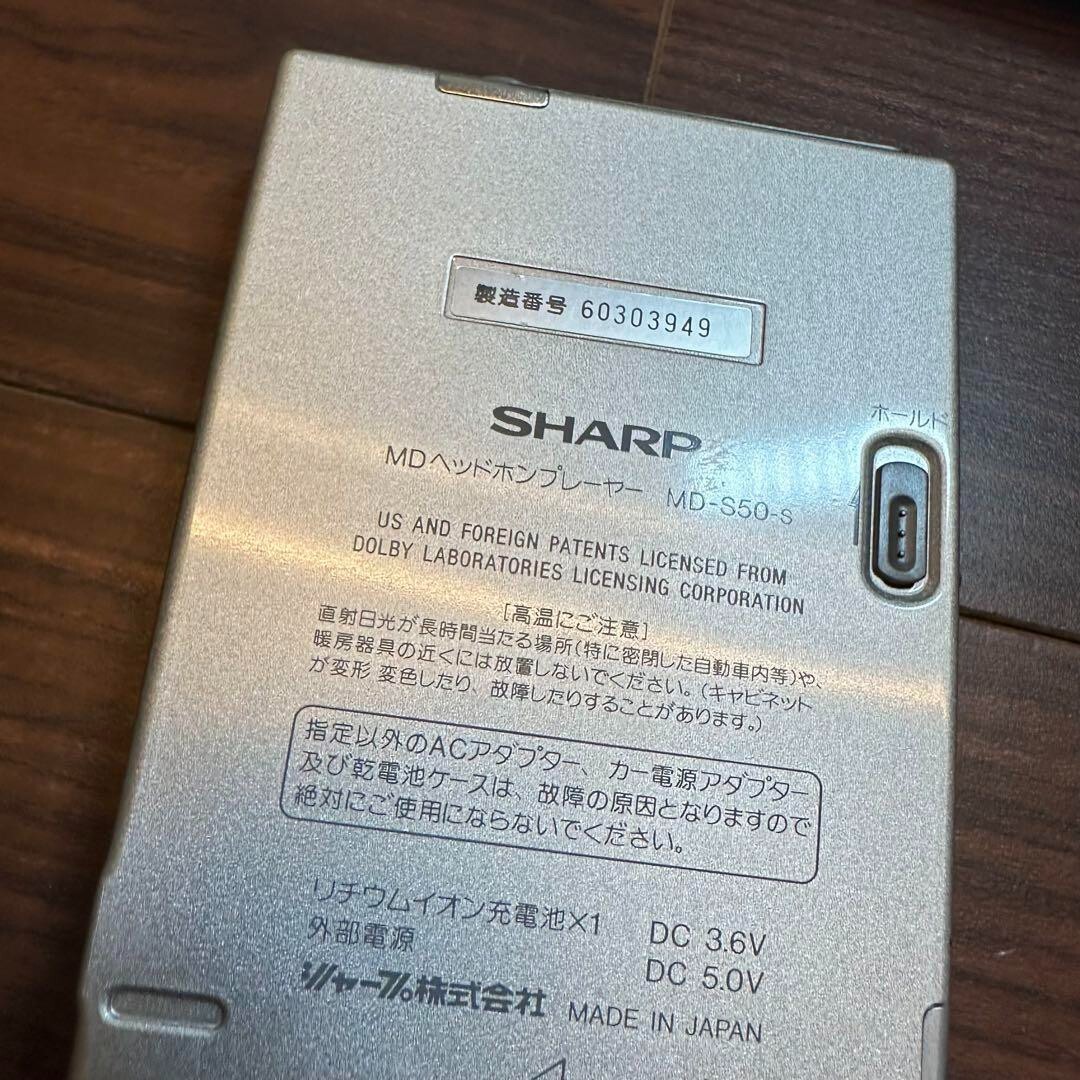 製造番号 60303949
SHARP
ホールド
MDヘッドホンプレーヤー MD-S50-S
US AND FOREIGN PATENTS LICENSED FROM
DOLBY LABORATORIES LICENSING CORPORATION
[高温にご注意]
直射日光が長時間当たる場所(特に密閉した自動車内等)や、
暖房器具の近くには放置しないでください。(キャビネット
が変形 変色したり、故障したりすることがあります。)
指定以外のACアダプター、カー電源アダプター
及び乾電池ケースは、故障の原因となりますので
絶対にご使用にならないでください。
リチウムイオン充電池×1 DC 3.6V
外部電源 DC 5.0V
シャープ株式会社 MADE IN JAPAN